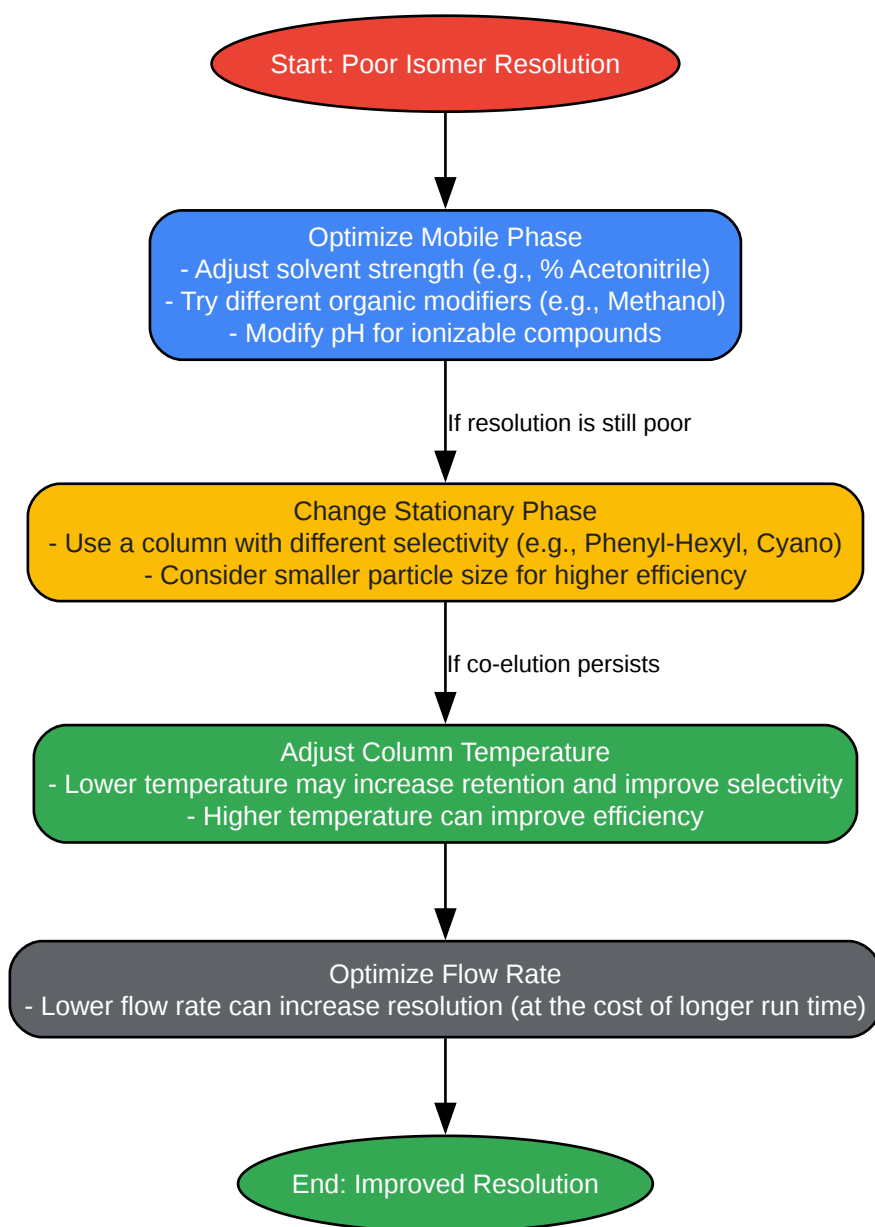 Start: Poor Isomer Resolution
Optimize Mobile Phase
- Adjust solvent strength (e.g., % Acetonitrile)
- Try different organic modifiers (e.g., Methanol)
- Modify pH for ionizable compounds
If resolution is still poor
Change Stationary Phase
- Use a column with different selectivity (e.g., Phenyl-Hexyl, Cyano)
- Consider smaller particle size for higher efficiency
If co-elution persists
Adjust Column Temperature
- Lower temperature may increase retention and improve selectivity
- Higher temperature can improve efficiency
Optimize Flow Rate
- Lower flow rate can increase resolution (at the cost of longer run time)
End: Improved Resolution